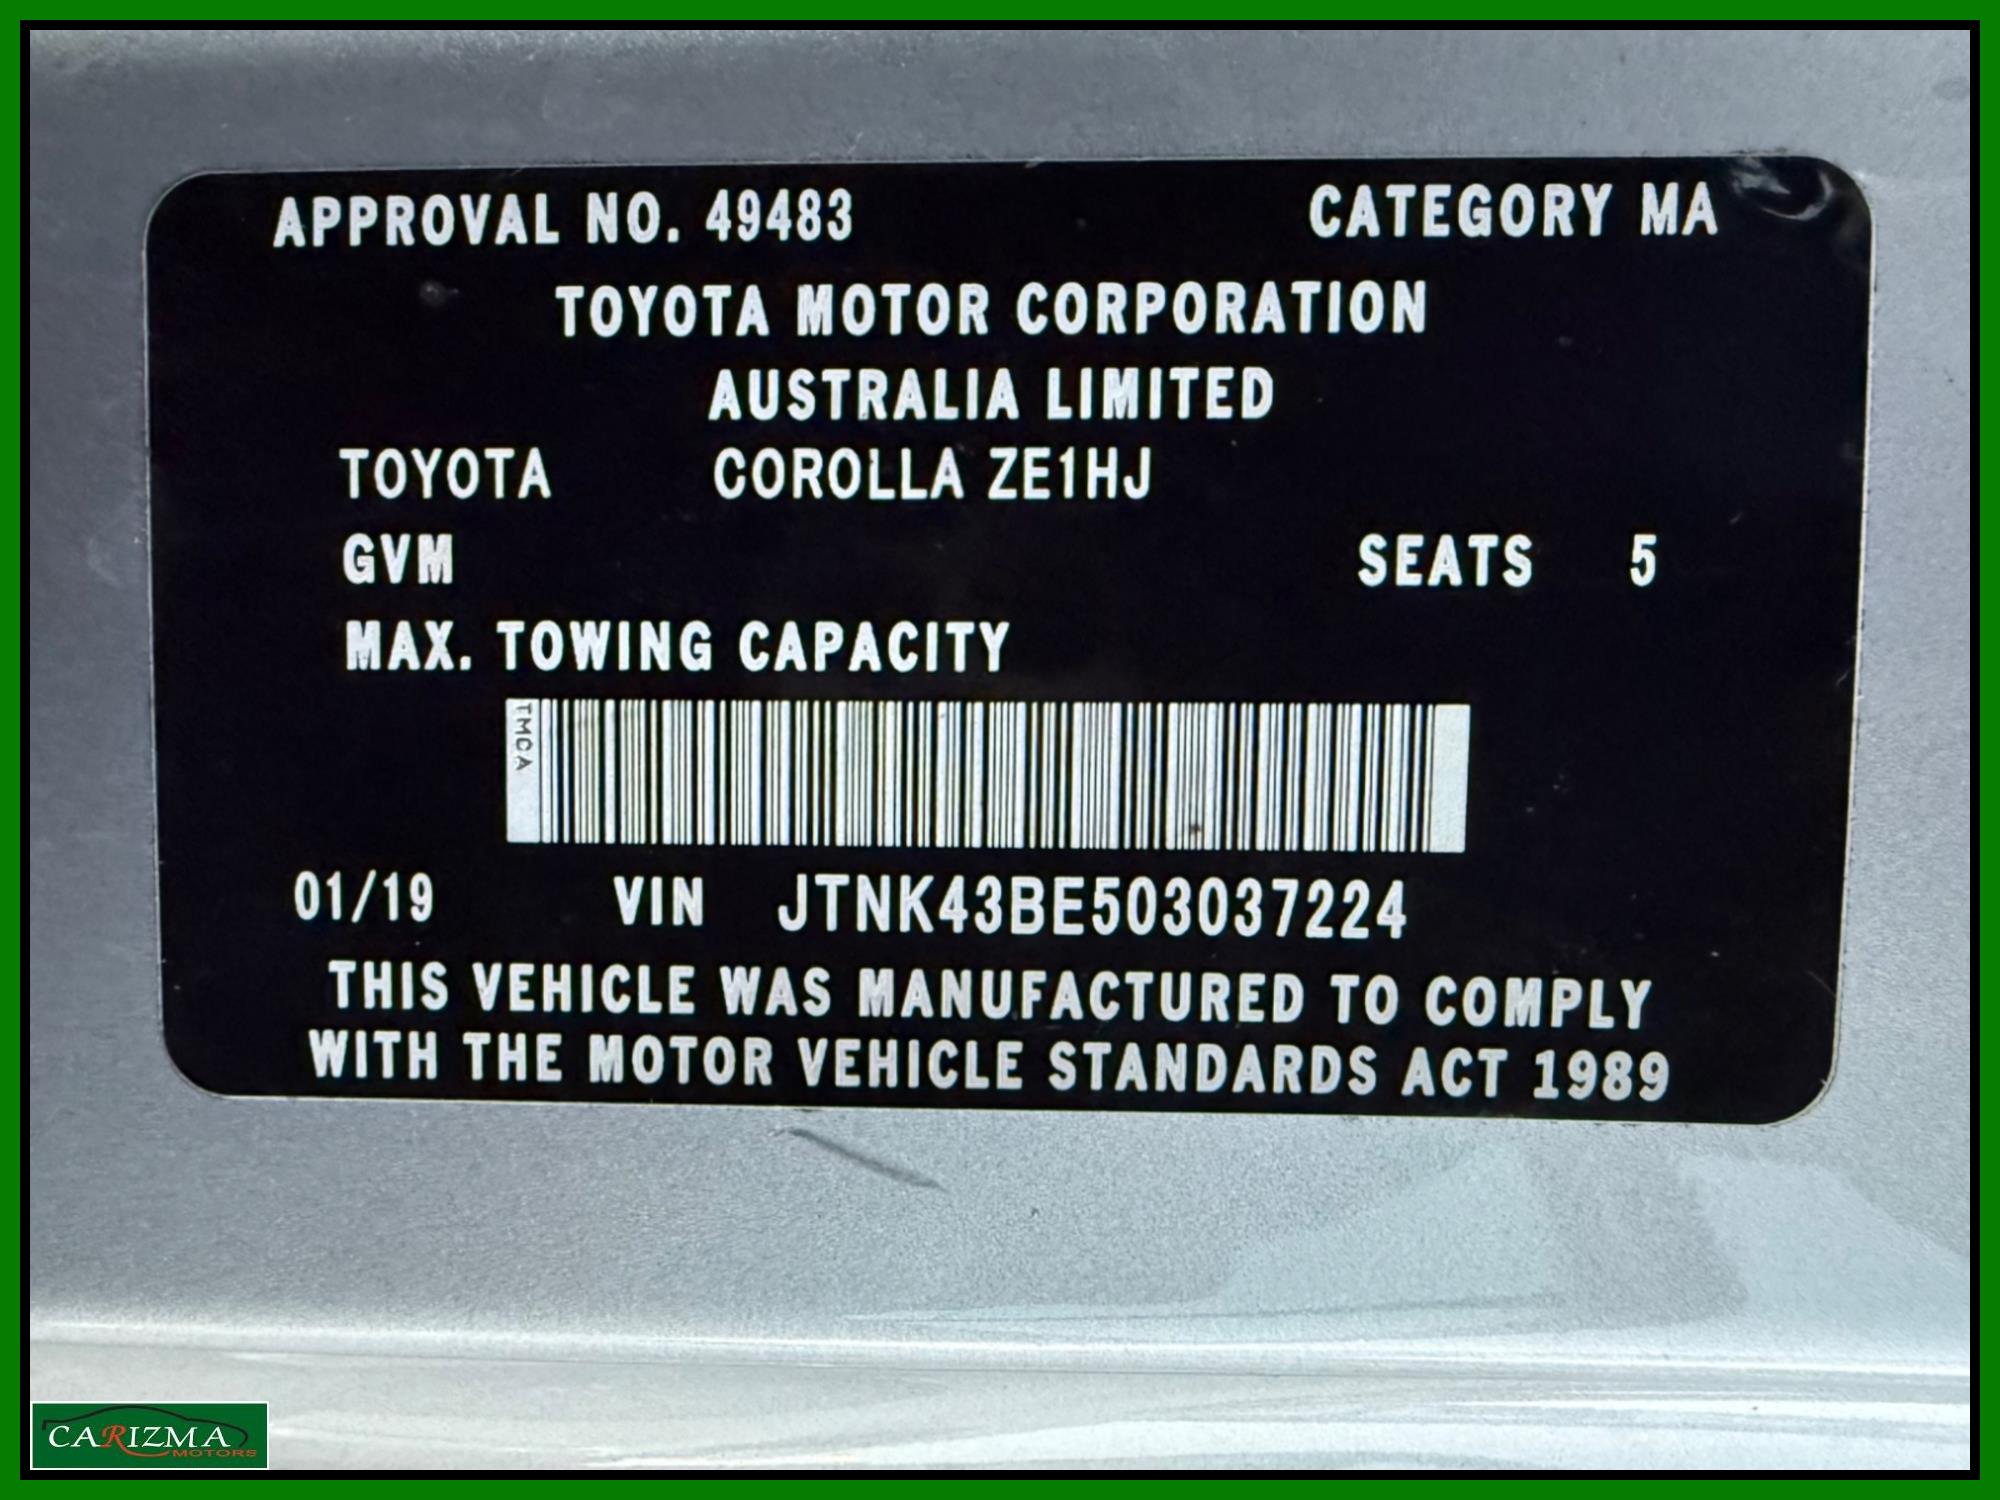 APPROVAL NO. 49483 CATEGORY MA
TOYOTA MOTOR CORPORATION
AUSTRALIA LIMITED
TOYOTA COROLLA ZE1HJ
GVM SEATS 5
MAX. TOWING CAPACITY
TMCA
01/19 VIN JTNK43BE503037224
THIS VEHICLE WAS MANUFACTURED TO COMPLY
WITH THE MOTOR VEHICLE STANDARDS ACT 1989
CARIZMA
MOTORS